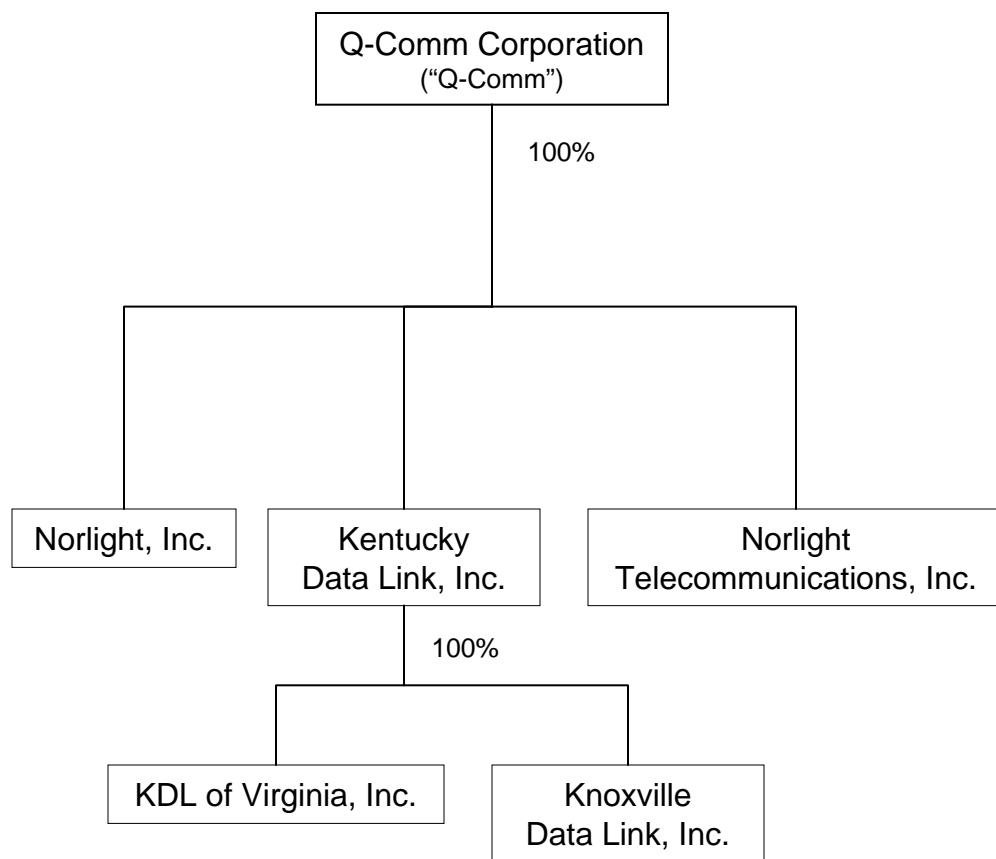 Q-Comm Corporation
(“Q-Comm”)
100%
Norlight, Inc.
Kentucky
Data Link, Inc.
Norlight
Telecommunications, Inc.
100%
KDL of Virginia, Inc.
Knoxville
Data Link, Inc.